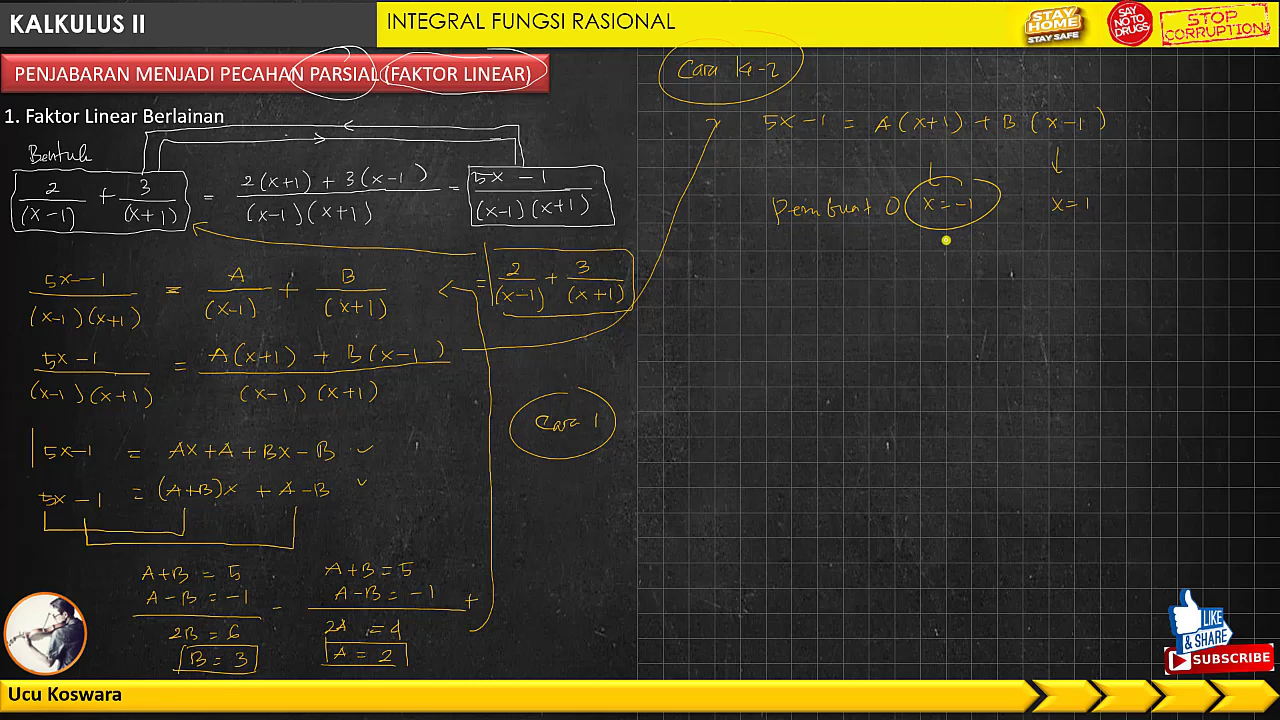 KALKULUS II
INTEGRAL FUNGSI RASIONAL
STAY HOME
STAY SAFE
SAY NO TO DRUGS
STOP CORRUPTION!
PENJABARAN MENJADI PECAHAN PARSIAL (FAKTOR LINEAR)
1. Faktor Linear Berlainan
Bentuk
2/(x-1) + 3/(x+1) = (2(x+1) + 3(x-1))/((x-1)(x+1)) = (5x - 1)/((x-1)(x+1))
(5x-1)/((x-1)(x+1)) = A/(x-1) + B/(x+1)
= 2/(x-1) + 3/(x+1)
(5x-1)/((x-1)(x+1)) = (A(x+1) + B(x-1))/((x-1)(x+1))
Cara 1
5x-1 = Ax+A+Bx-B
5x-1 = (A+B)x + A-B
A+B = 5
A-B = -1 -
2B = 6
B = 3
A+B = 5
A-B = -1 +
2A = 4
A = 2
Cara ke-2
5x-1 = A(x+1) + B(x-1)
Pembuat 0 x=-1 x=1
LIKE & SHARE
SUBSCRIBE
Ucu Koswara